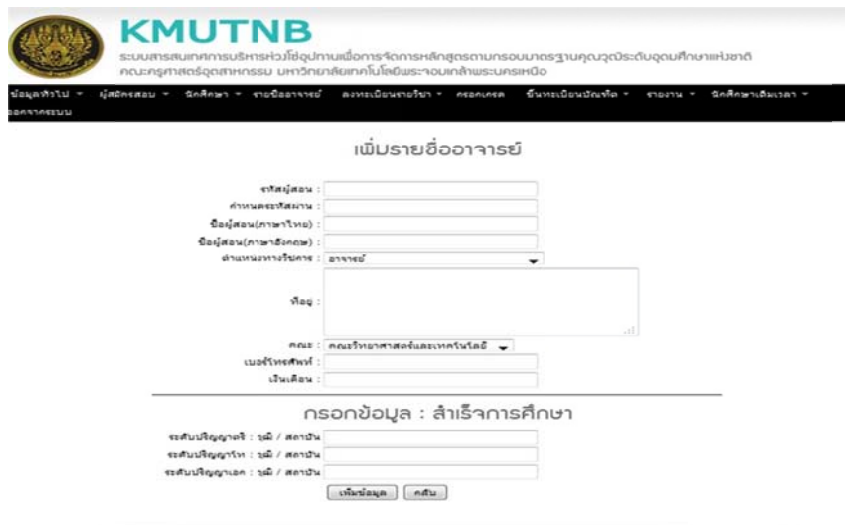 KMUTNB
ระบบสารสนเทศการบริหารห่วงโซ่อุปทานเพื่อการจัดการหลักสูตรตามกรอบมาตรฐานคุณวุฒิระดับอุดมศึกษาแห่งชาติ
คณะครุศาสตร์อุตสาหกรรม มหาวิทยาลัยเทคโนโลยีพระจอมเกล้าพระนครเหนือ
ข้อมูลทั่วไป ผู้สมัครสอบ นักศึกษา รายชื่ออาจารย์ ลงทะเบียนรายวิชา กรอกเกรด ขึ้นทะเบียนบัณฑิต รายงาน นักศึกษาเดิมเวลา
ออกจากระบบ
เพิ่มรายชื่ออาจารย์
รหัสผู้สอน :
กำหนดรหัสผ่าน :
ชื่อผู้สอน(ภาษาไทย) :
ชื่อผู้สอน(ภาษาอังกฤษ) :
ตำแหน่งทางวิชาการ : อาจารย์
ที่อยู่ :
คณะ : คณะวิทยาศาสตร์และเทคโนโลยี
เบอร์โทรศัพท์ :
เงินเดือน :
กรอกข้อมูล : สำเร็จการศึกษา
ระดับปริญญาตรี : วุฒิ / สถาบัน
ระดับปริญญาโท : วุฒิ / สถาบัน
ระดับปริญญาเอก : วุฒิ / สถาบัน
เพิ่มข้อมูล กลับ